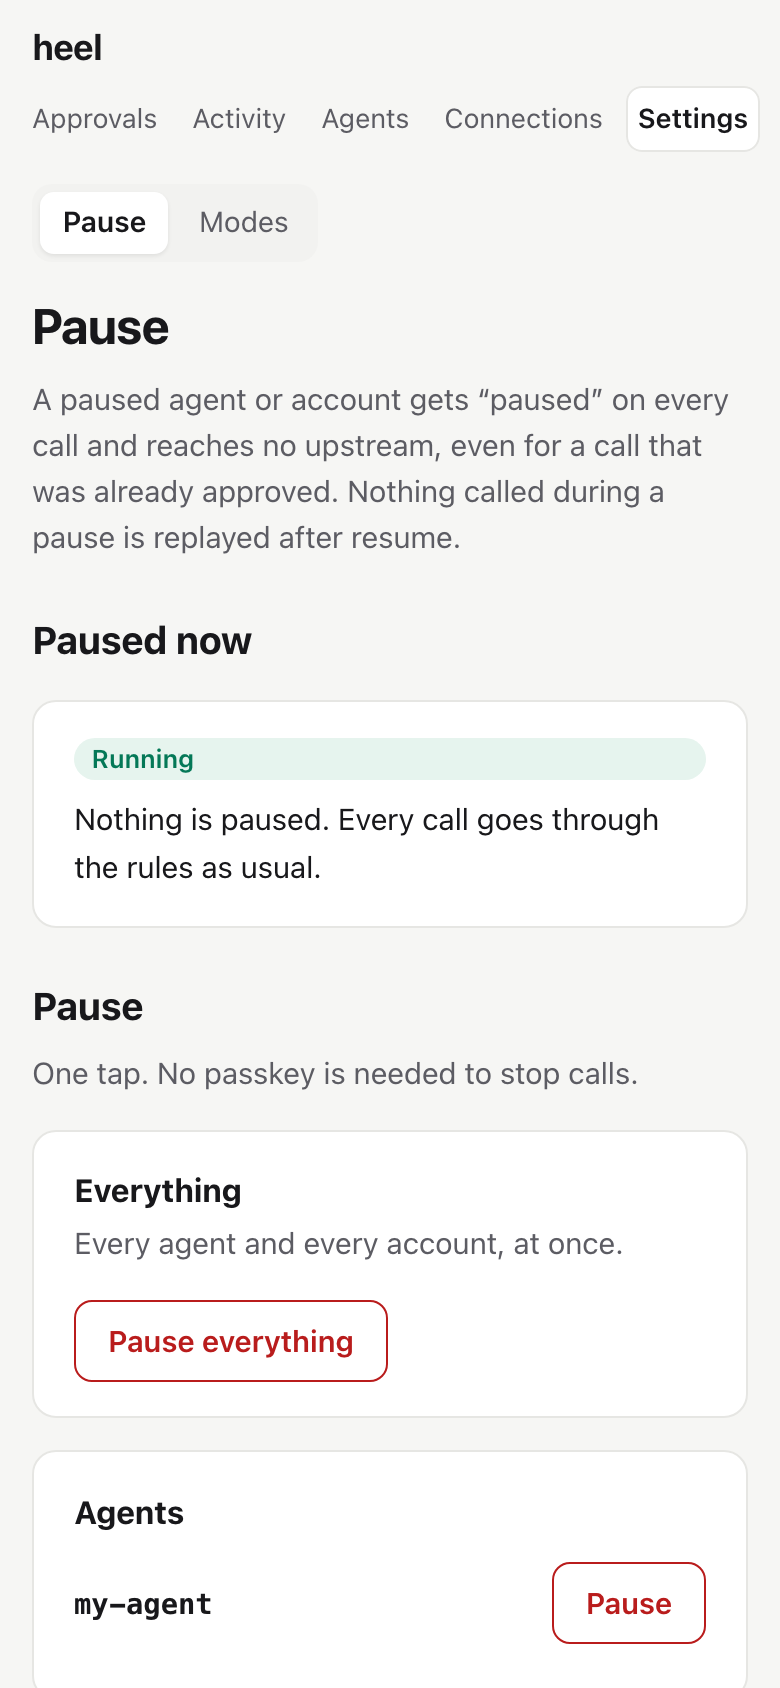 heel
Approvals Activity Agents Connections Settings
Pause Modes
Pause
A paused agent or account gets “paused” on every
call and reaches no upstream, even for a call that
was already approved. Nothing called during a
pause is replayed after resume.
Paused now
Running
Nothing is paused. Every call goes through
the rules as usual.
Pause
One tap. No passkey is needed to stop calls.
Everything
Every agent and every account, at once.
Pause everything
Agents
my-agent Pause